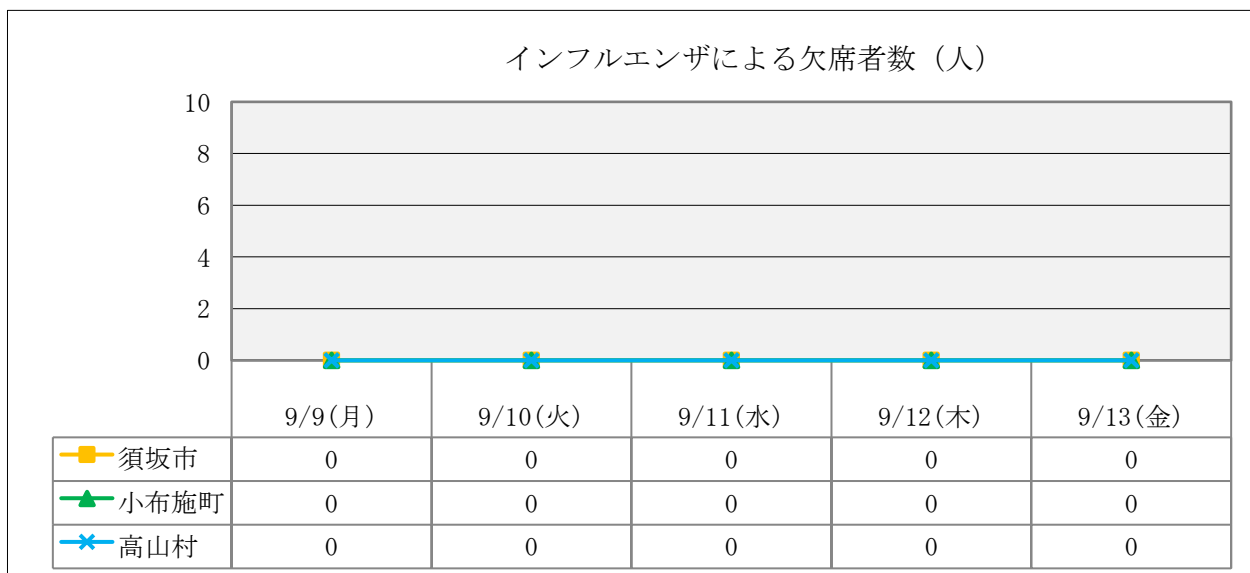 インフルエンザによる欠席者数（人）
10
8
6
4
2
0
9/9(月) 9/10(火) 9/11(水) 9/12(木) 9/13(金)
須坂市 0 0 0 0 0
小布施町 0 0 0 0 0
高山村 0 0 0 0 0